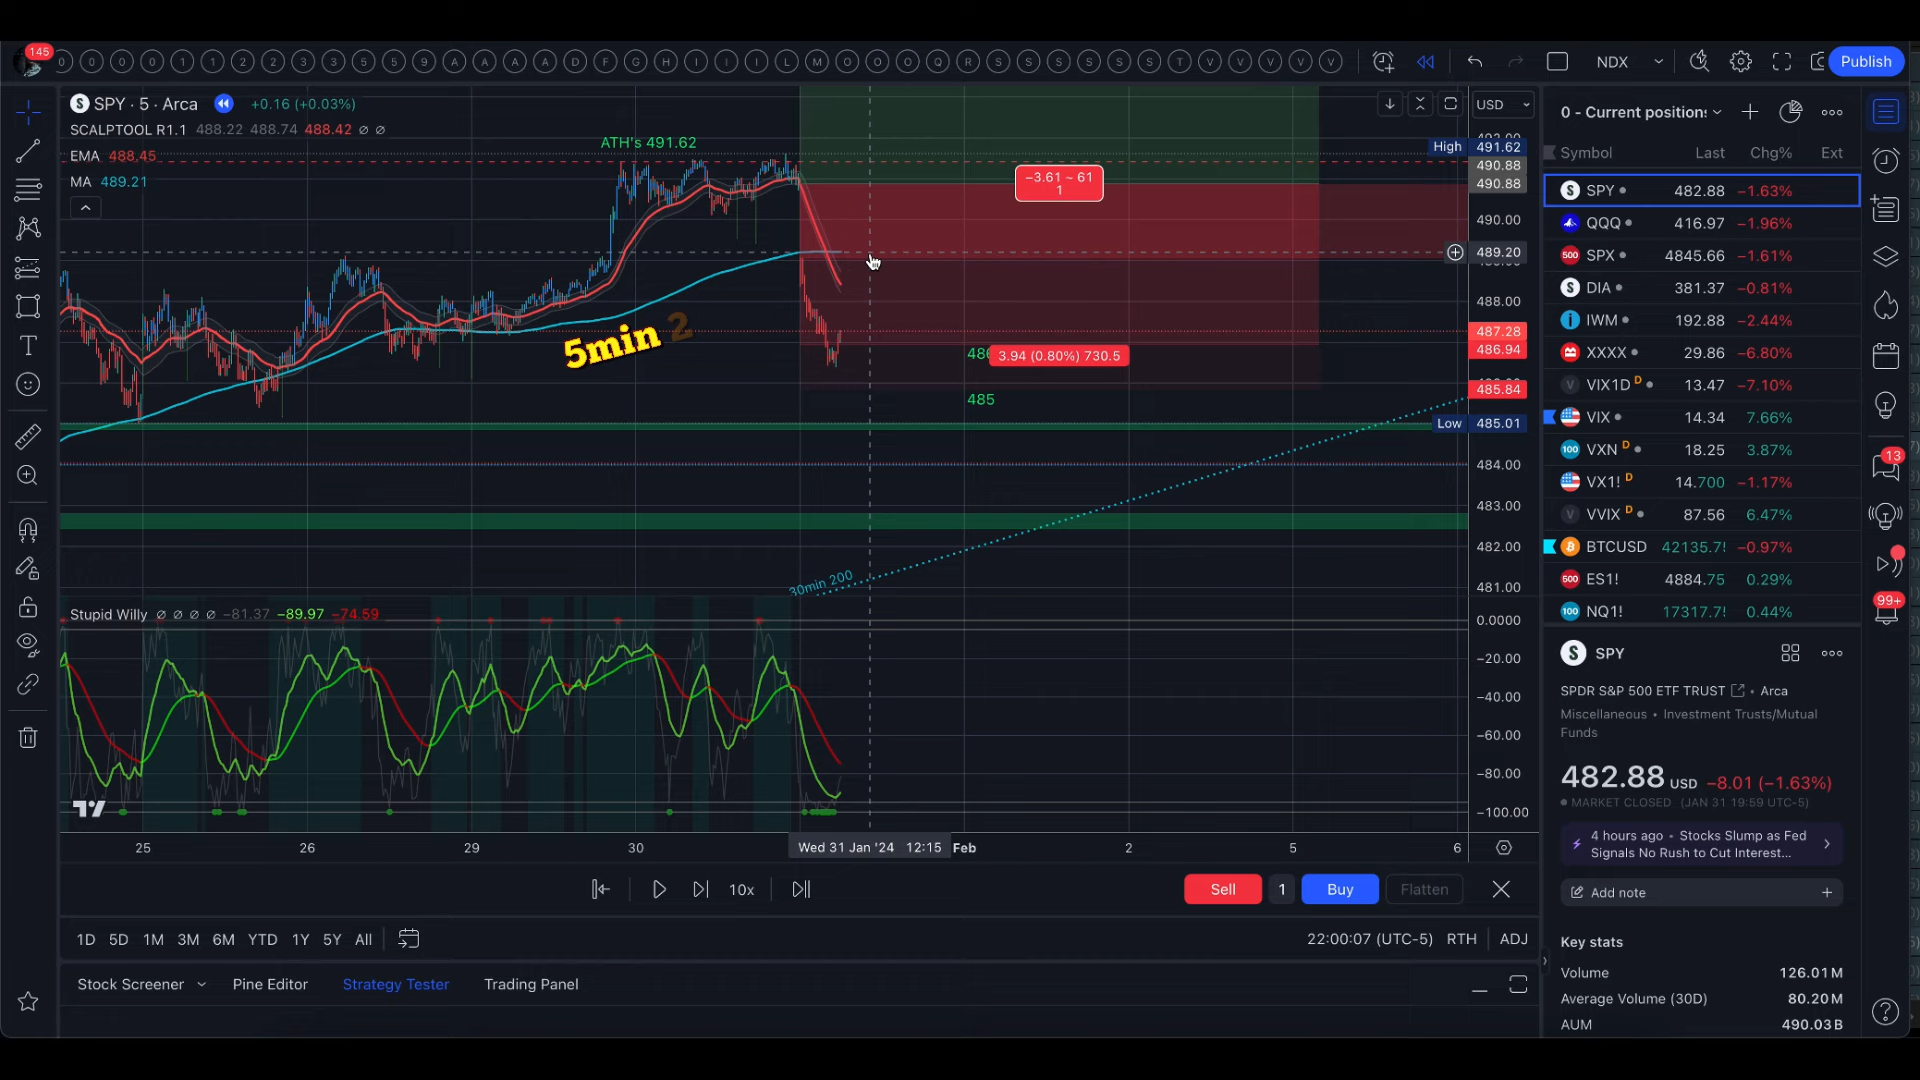 145
0 0 0 0 1 1 2 2 3 3 5 5 9 A A A A D F G H I I I L M O O O Q R S S S S S S T V V V V V
NDX
Publish
SPY · 5 · Arca +0.16 (+0.03%)
SCALPTOOL R1.1 488.22 488.74 488.42 ∅ ∅
EMA 488.45
MA 489.21
ATH's 491.62
USD
High 491.62
490.88
490.88
490.00
489.20
488.00
487.28
486.94
485.84
Low 485.01
484.00
483.00
482.00
481.00
−3.61 ~ 61
1
3.94 (0.80%) 730.5
485
5min 2
30min 200
Stupid Willy ∅ ∅ ∅ ∅ −81.37 −89.97 −74.59
0.0000
−20.00
−40.00
−60.00
−80.00
−100.00
25 26 29 30 Wed 31 Jan '24 12:15 Feb 2 5 6
10x
Sell 1 Buy Flatten
1D 5D 1M 3M 6M YTD 1Y 5Y All
22:00:07 (UTC-5) RTH ADJ
Stock Screener Pine Editor Strategy Tester Trading Panel
0 - Current positions
Symbol Last Chg% Ext
SPY 482.88 −1.63%
QQQ 416.97 −1.96%
SPX 4845.66 −1.61%
DIA 381.37 −0.81%
IWM 192.88 −2.44%
XXXX 29.86 −6.80%
VIX1D D 13.47 −7.10%
VIX 14.34 7.66%
VXN D 18.25 3.87%
VX1! D 14.700 −1.17%
VVIX D 87.56 6.47%
BTCUSD 42135.7 −0.97%
ES1! 4884.75 0.29%
NQ1! 17317.7 0.44%
SPY
SPDR S&P 500 ETF TRUST • Arca
Miscellaneous • Investment Trusts/Mutual
Funds
482.88 USD −8.01 (−1.63%)
MARKET CLOSED (JAN 31 19:59 UTC-5)
4 hours ago • Stocks Slump as Fed
Signals No Rush to Cut Interest...
Add note
Key stats
Volume 126.01M
Average Volume (30D) 80.20M
AUM 490.03B
13
99+